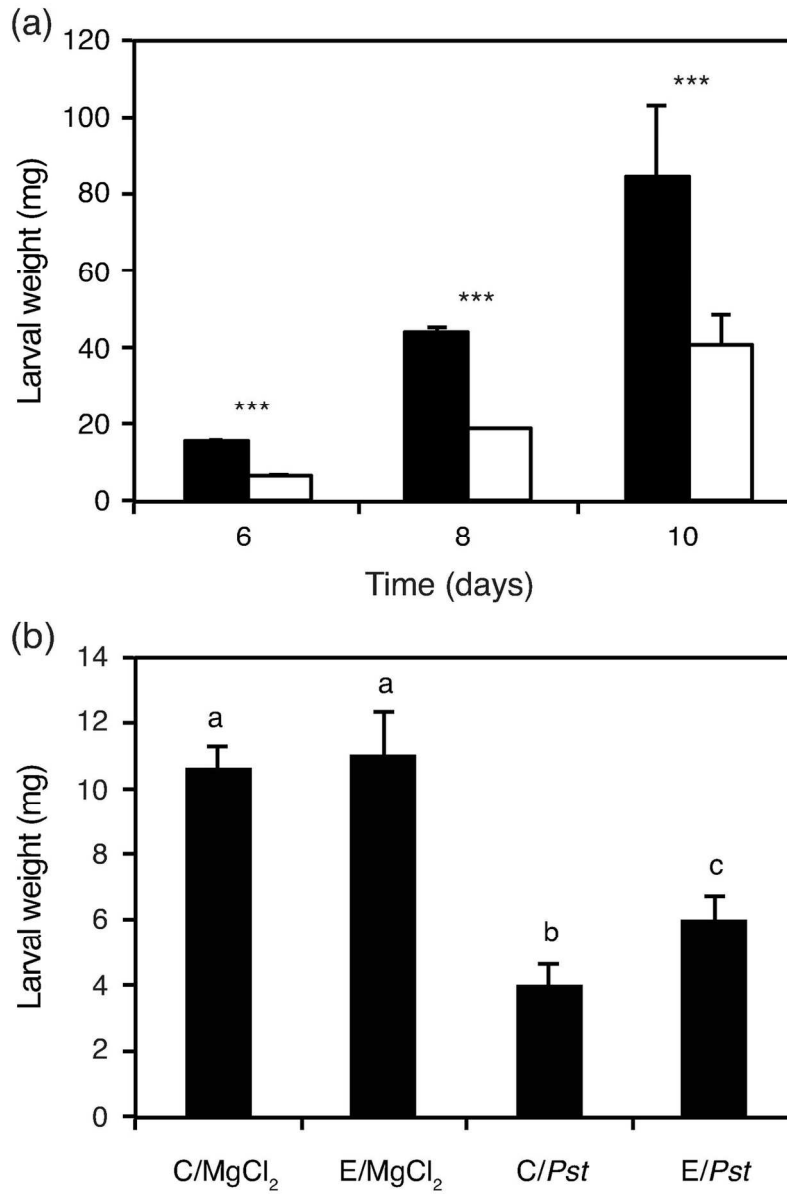 (a)
120
100
80
60
40
20
0
Larval weight (mg)
***
***
***
6 8 10
Time (days)
(b)
14
12
10
8
6
4
2
0
Larval weight (mg)
a
a
b
c
C/MgCl₂ E/MgCl₂ C/Pst E/Pst